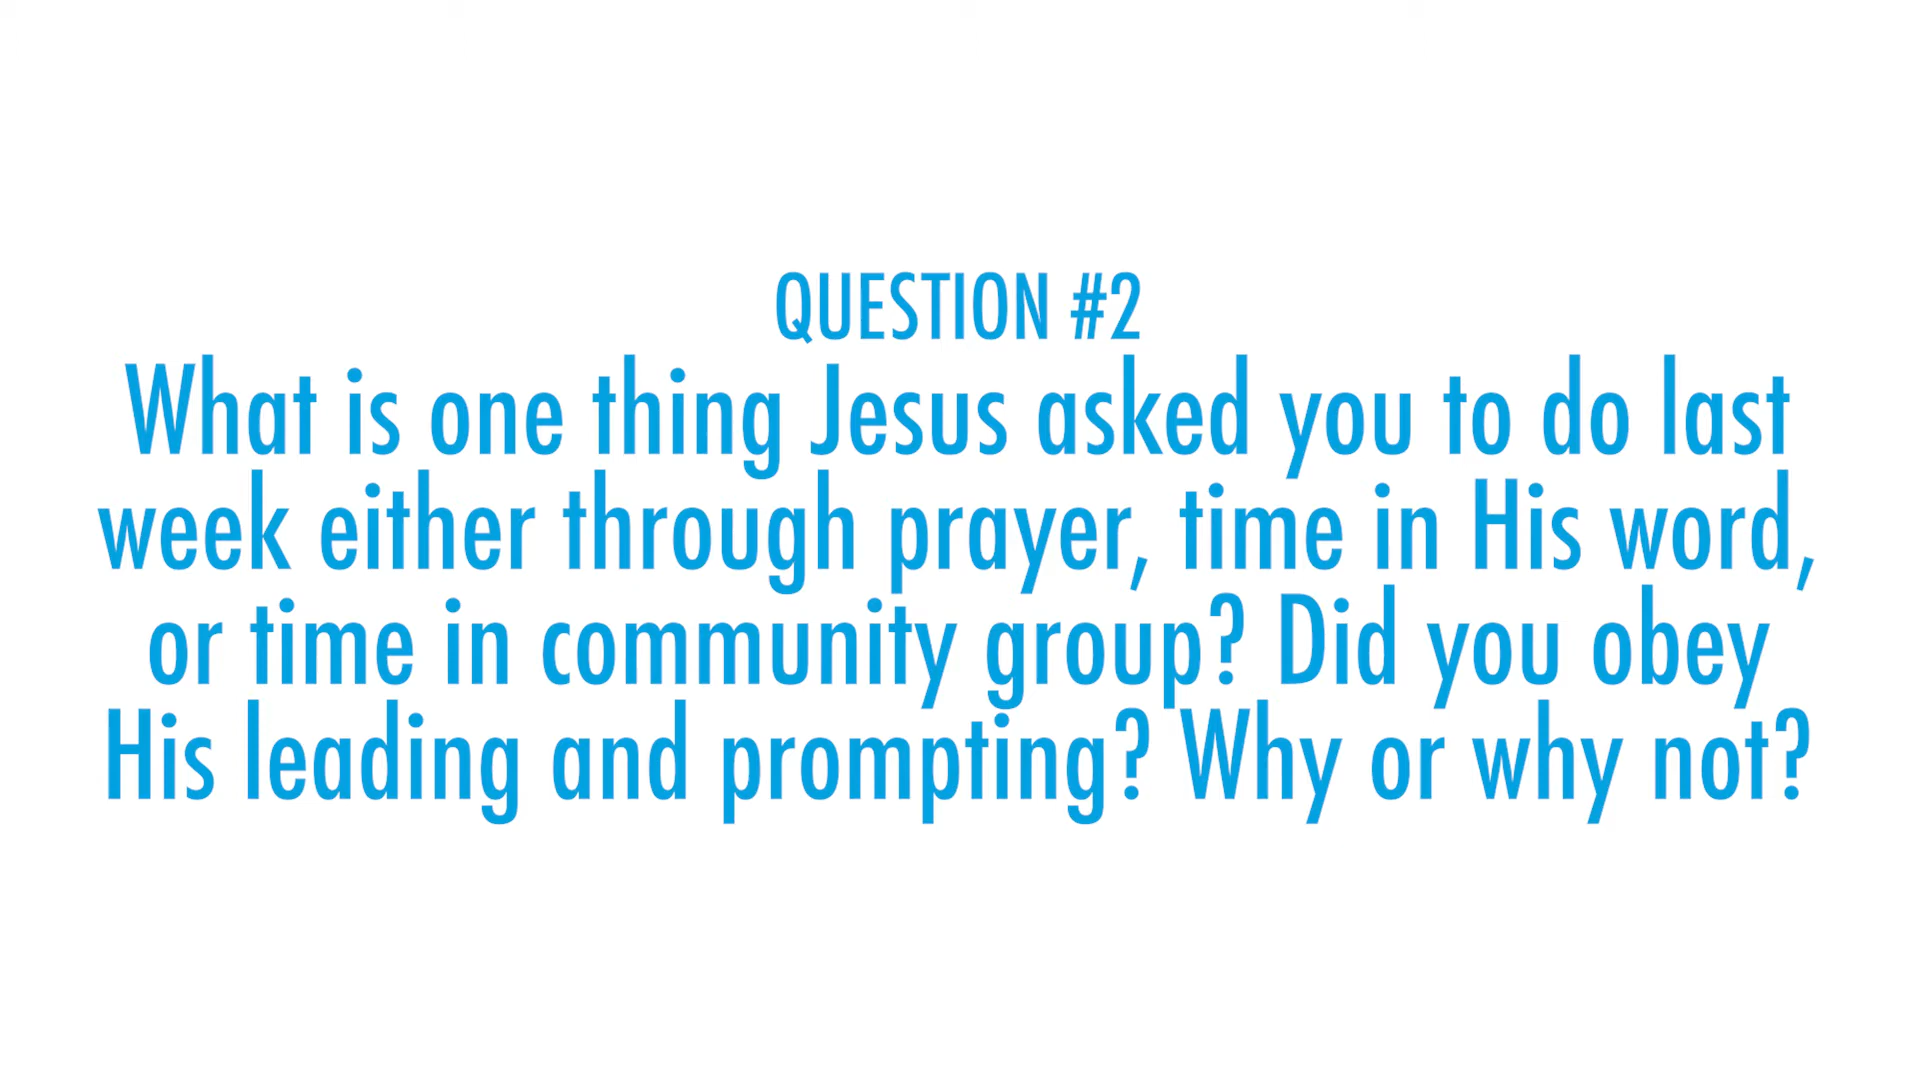 QUESTION #2
What is one thing Jesus asked you to do last
week either through prayer, time in His word,
or time in community group? Did you obey
His leading and prompting? Why or why not?